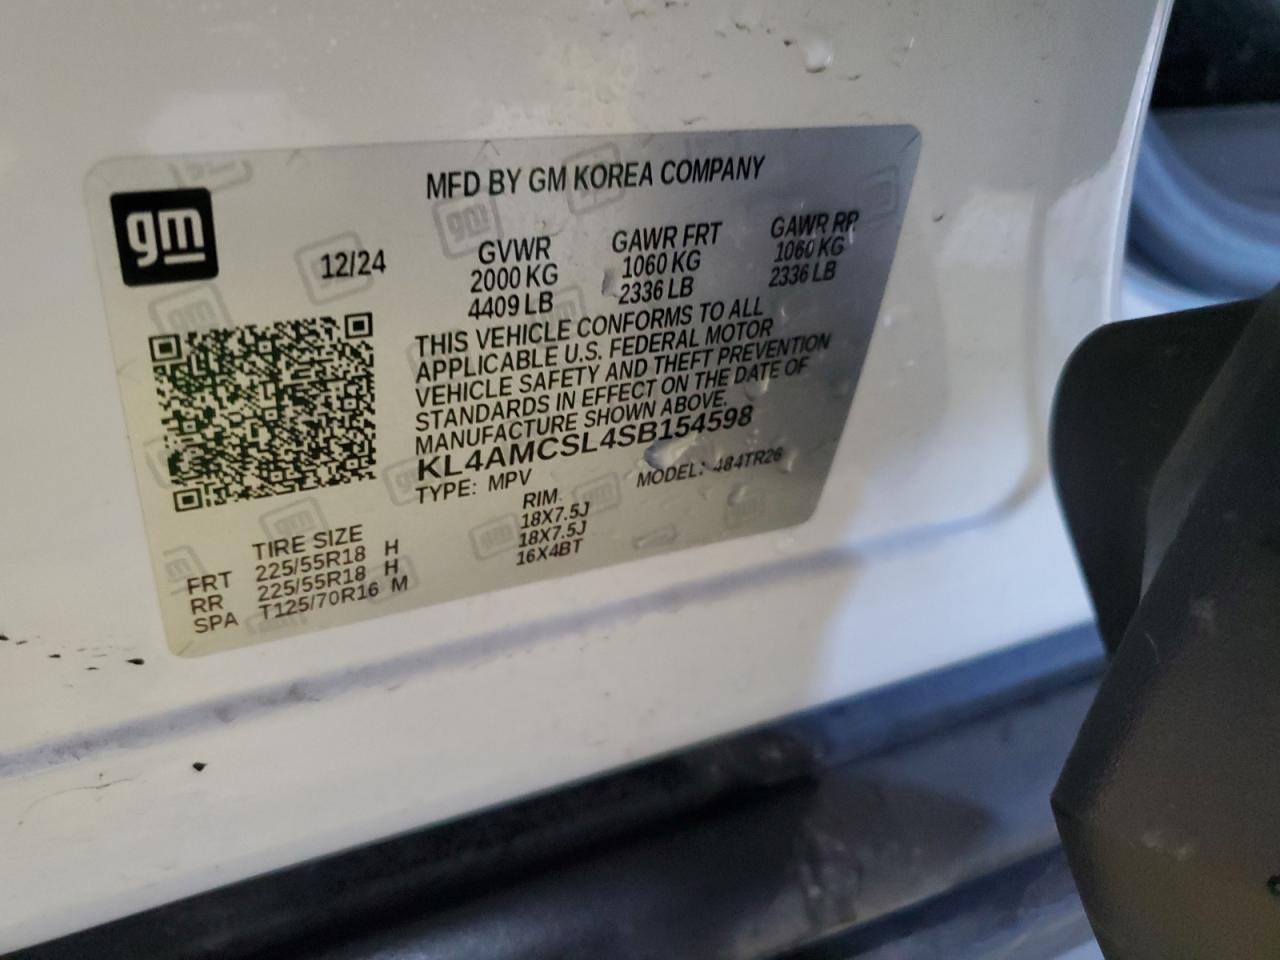 gm
MFD BY GM KOREA COMPANY
12/24
GVWR GAWR FRT GAWR RR
2000 KG 1060 KG 1060 KG
4409 LB 2336 LB 2336 LB
THIS VEHICLE CONFORMS TO ALL
APPLICABLE U.S. FEDERAL MOTOR
VEHICLE SAFETY AND THEFT PREVENTION
STANDARDS IN EFFECT ON THE DATE OF
MANUFACTURE SHOWN ABOVE.
KL4AMCSL4SB154598
TYPE: MPV MODEL: 484TR26
TIRE SIZE RIM
FRT 225/55R18 H 18X7.5J
RR 225/55R18 H 18X7.5J
SPA T125/70R16 M 16X4BT